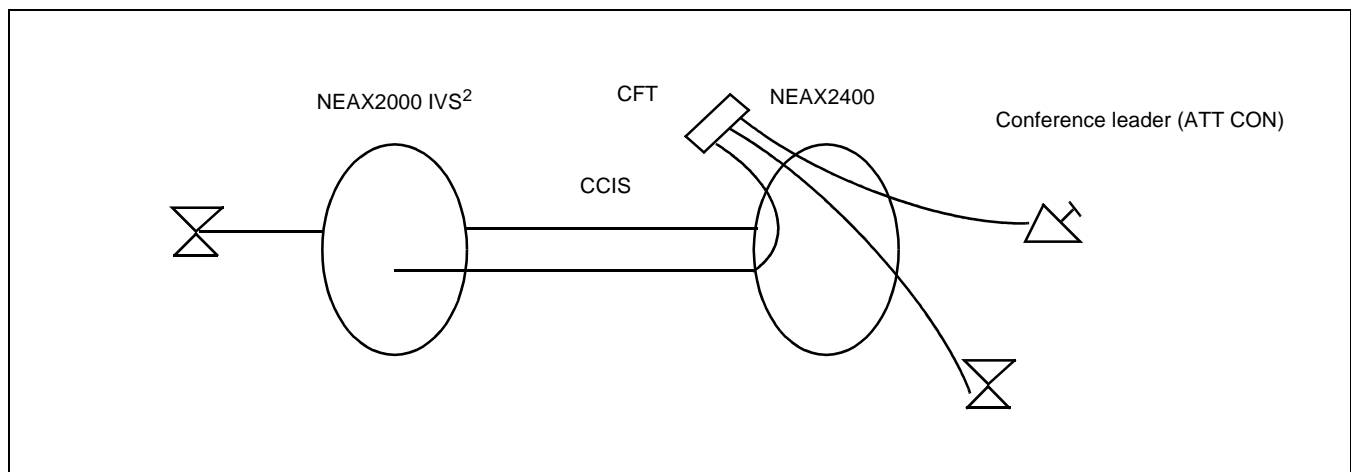 NEAX2000 IVS²
CFT
NEAX2400
Conference leader (ATT CON)
CCIS